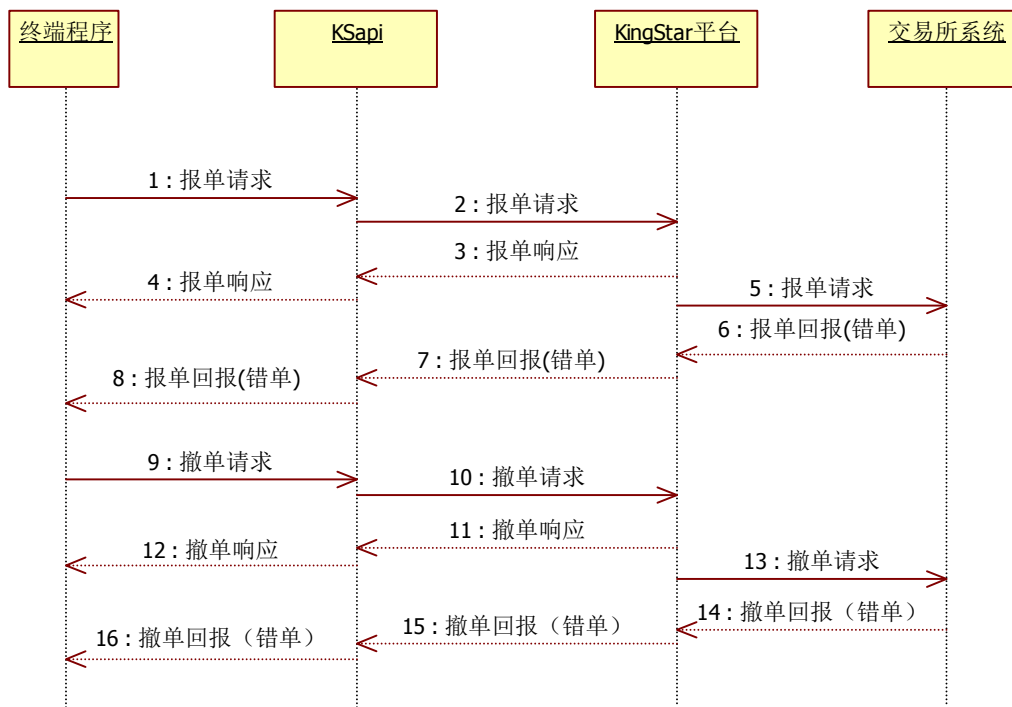 终端程序
KSapi
KingStar平台
交易所系统
1 : 报单请求
2 : 报单请求
3 : 报单响应
4 : 报单响应
5 : 报单请求
6 : 报单回报(错单)
7 : 报单回报(错单)
8 : 报单回报(错单)
9 : 撤单请求
10 : 撤单请求
11 : 撤单响应
12 : 撤单响应
13 : 撤单请求
14 : 撤单回报（错单）
15 : 撤单回报（错单）
16 : 撤单回报（错单）